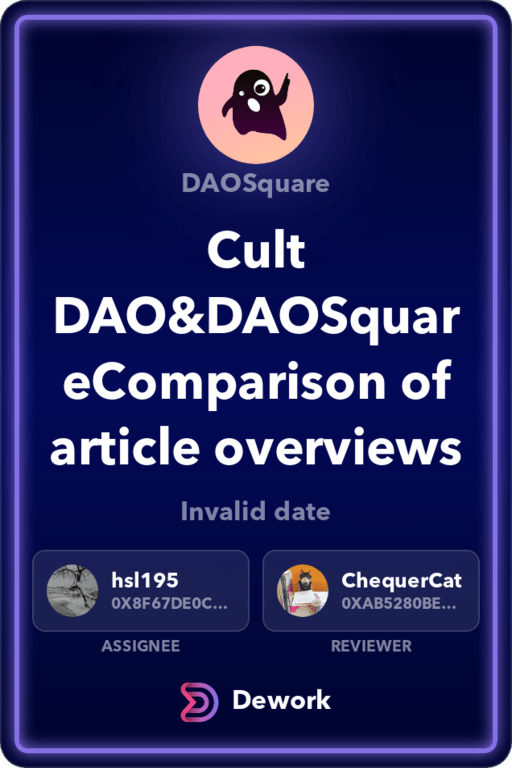 DAOSquare
Cult
DAO&DAOSquar
eComparison of
article overviews
Invalid date
hsl195
0X8F67DE0C...
ASSIGNEE
ChequerCat
0XAB5280BE...
REVIEWER
Dework